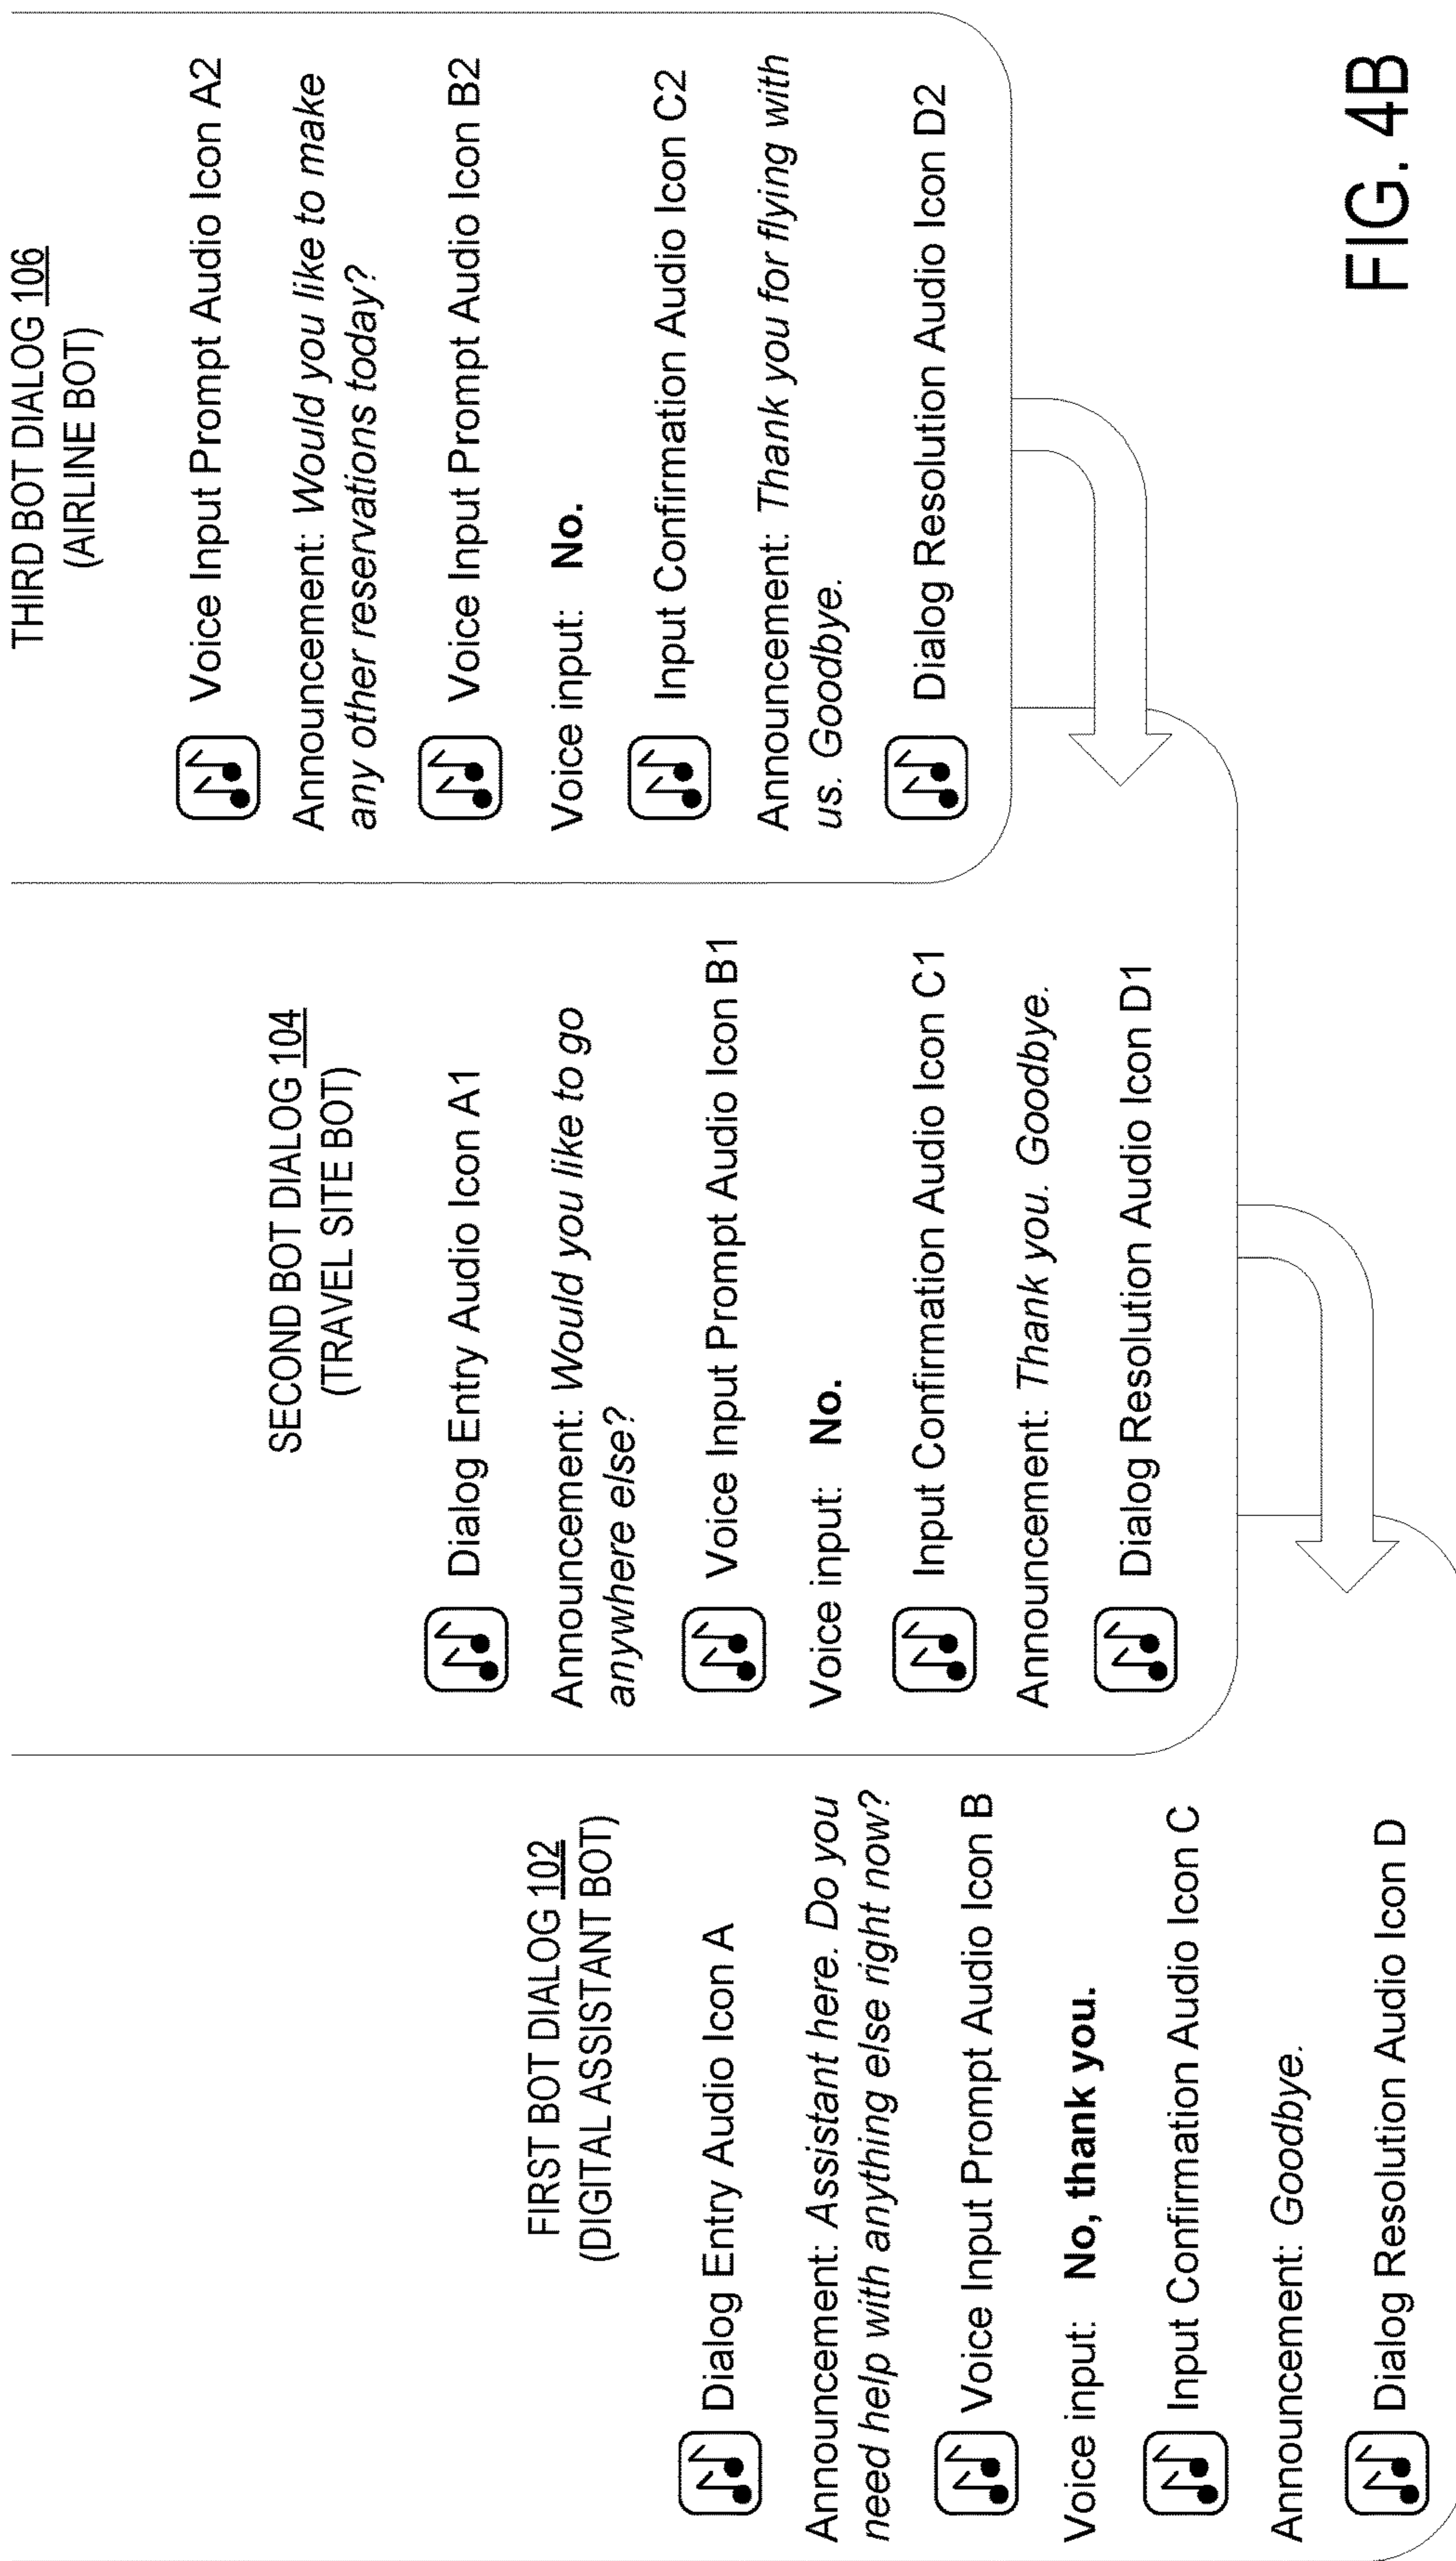 FIRST BOT DIALOG 102
(DIGITAL ASSISTANT BOT)
Dialog Entry Audio Icon A
Announcement: Assistant here. Do you
need help with anything else right now?
Voice Input Prompt Audio Icon B
Voice input: No, thank you.
Input Confirmation Audio Icon C
Announcement: Goodbye.
Dialog Resolution Audio Icon D
SECOND BOT DIALOG 104
(TRAVEL SITE BOT)
Dialog Entry Audio Icon A1
Announcement: Would you like to go
anywhere else?
Voice Input Prompt Audio Icon B1
Voice input: No.
Input Confirmation Audio Icon C1
Announcement: Thank you. Goodbye.
Dialog Resolution Audio Icon D1
THIRD BOT DIALOG 106
(AIRLINE BOT)
Voice Input Prompt Audio Icon A2
Announcement: Would you like to make
any other reservations today?
Voice Input Prompt Audio Icon B2
Voice input: No.
Input Confirmation Audio Icon C2
Announcement: Thank you for flying with
us. Goodbye.
Dialog Resolution Audio Icon D2
FIG. 4B